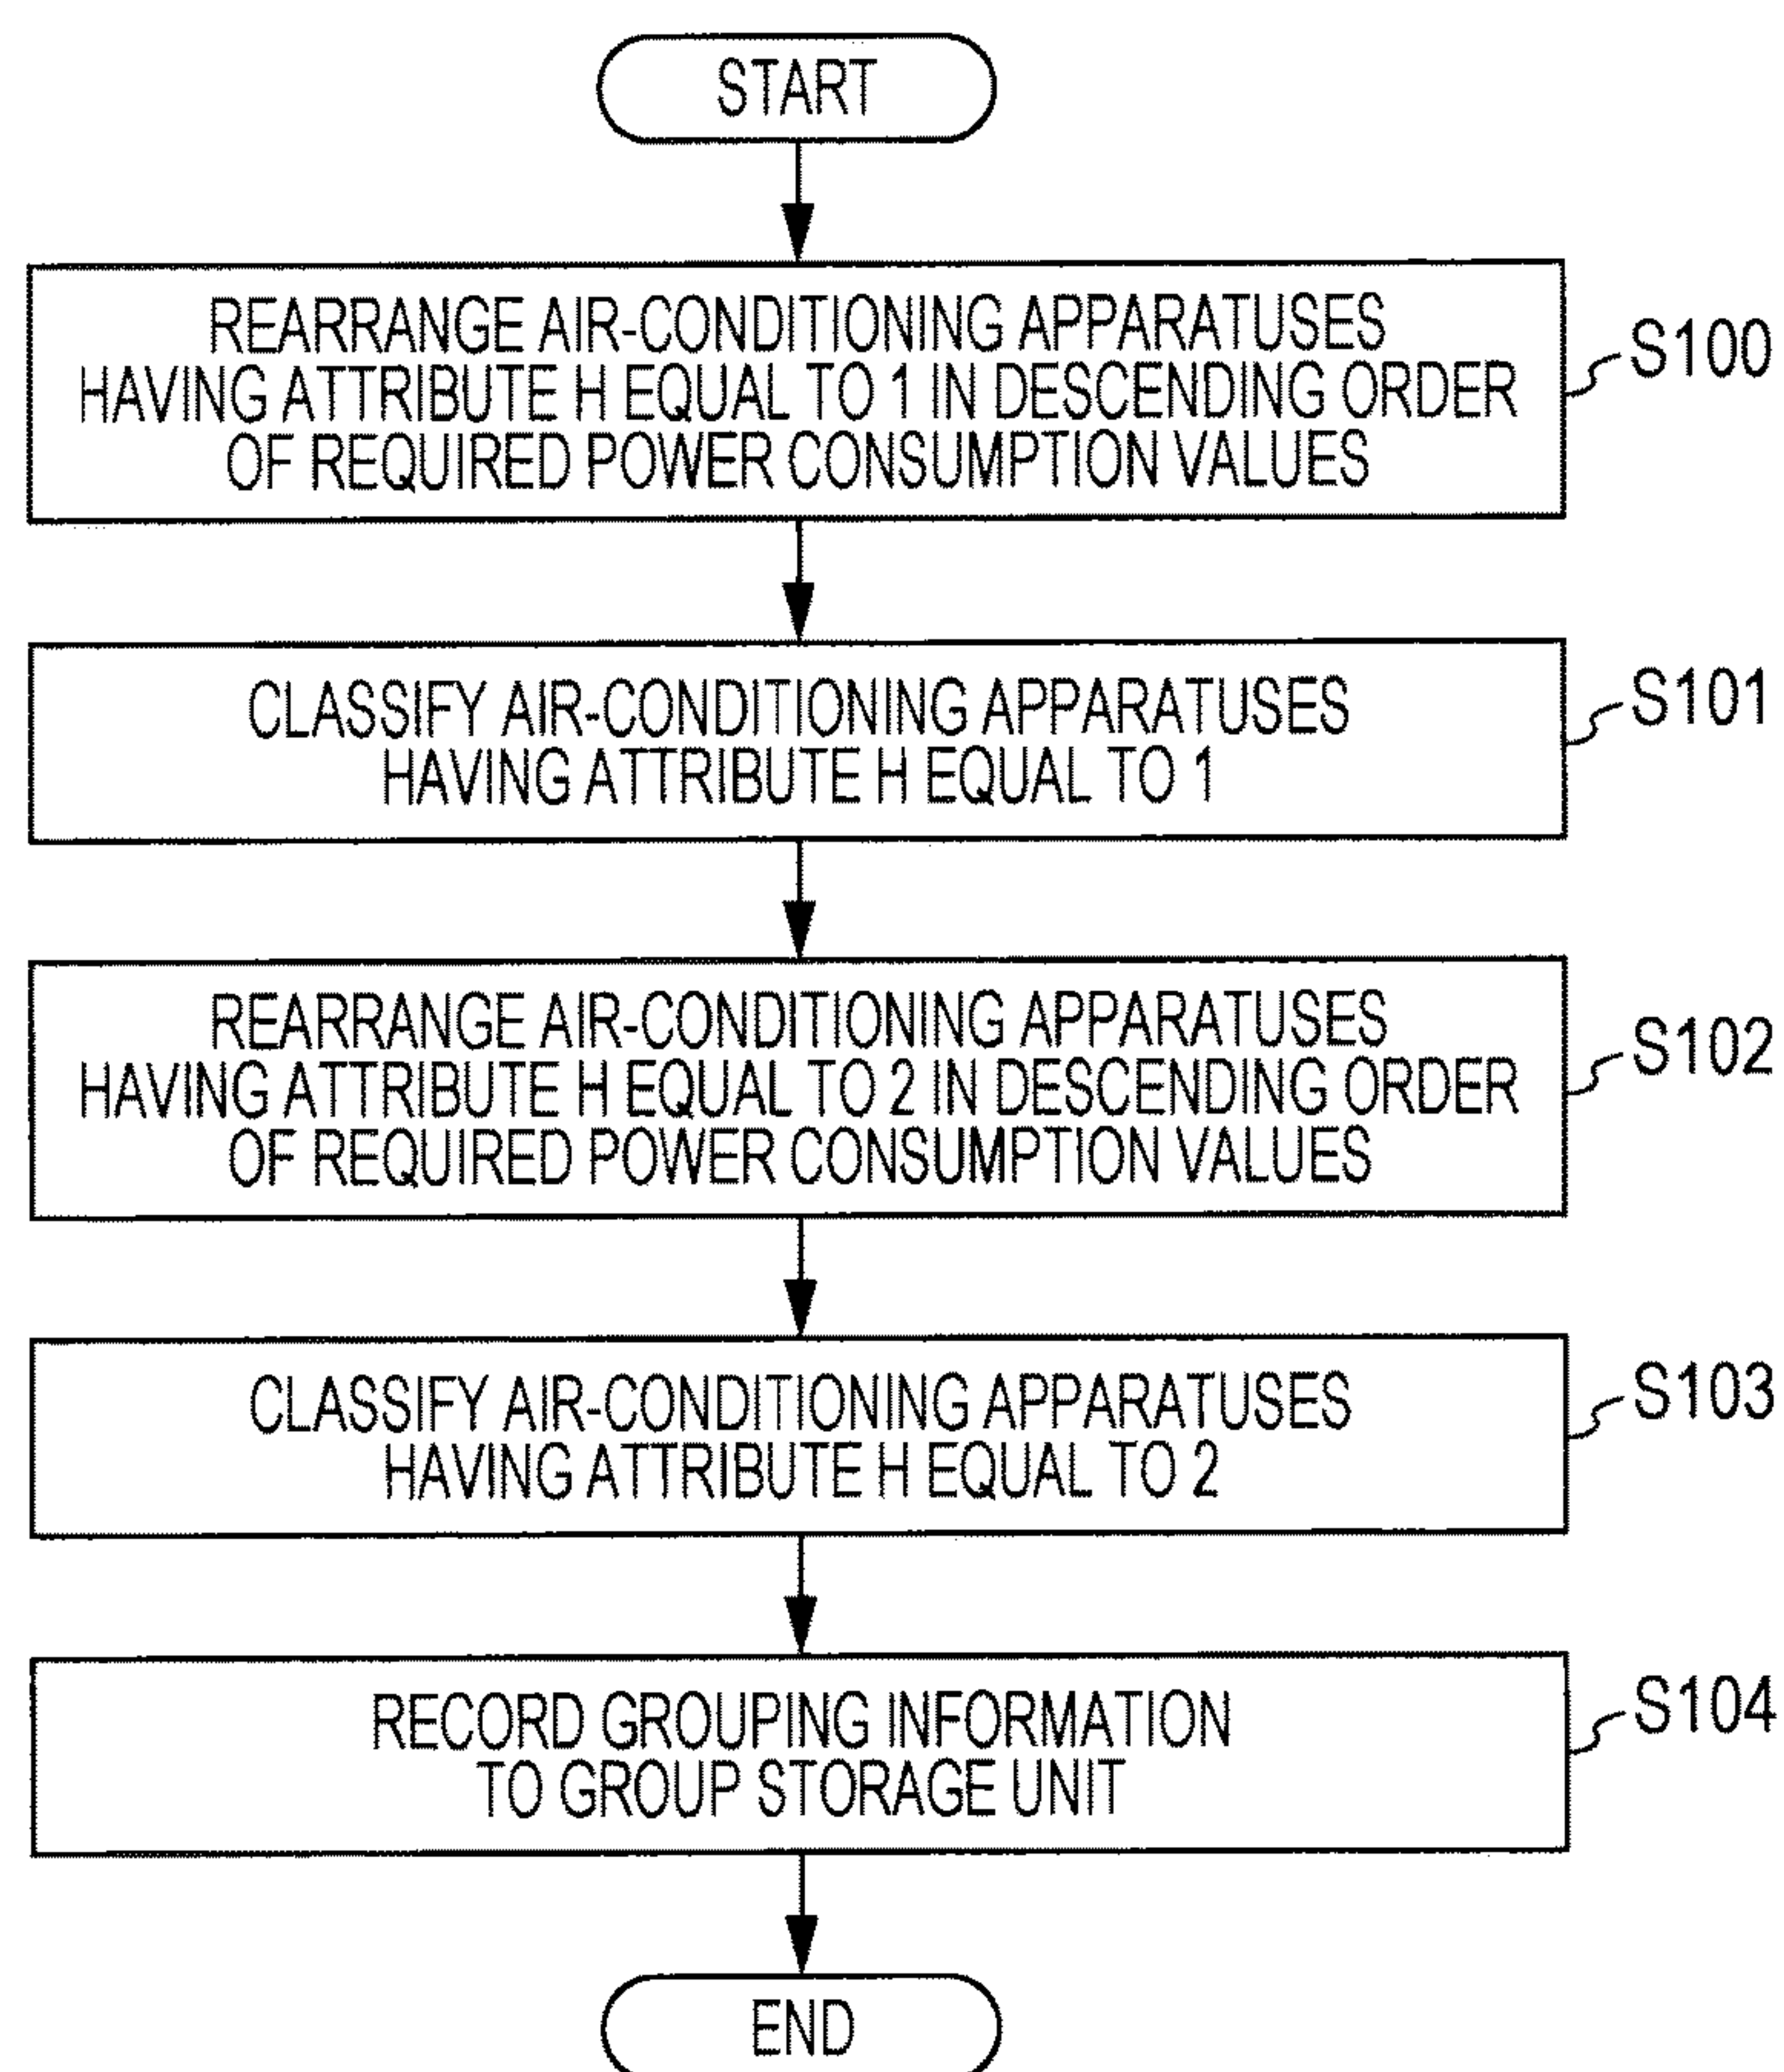 START
REARRANGE AIR-CONDITIONING APPARATUSES
HAVING ATTRIBUTE H EQUAL TO 1 IN DESCENDING ORDER
OF REQUIRED POWER CONSUMPTION VALUES
S100
CLASSIFY AIR-CONDITIONING APPARATUSES
HAVING ATTRIBUTE H EQUAL TO 1
S101
REARRANGE AIR-CONDITIONING APPARATUSES
HAVING ATTRIBUTE H EQUAL TO 2 IN DESCENDING ORDER
OF REQUIRED POWER CONSUMPTION VALUES
S102
CLASSIFY AIR-CONDITIONING APPARATUSES
HAVING ATTRIBUTE H EQUAL TO 2
S103
RECORD GROUPING INFORMATION
TO GROUP STORAGE UNIT
S104
END